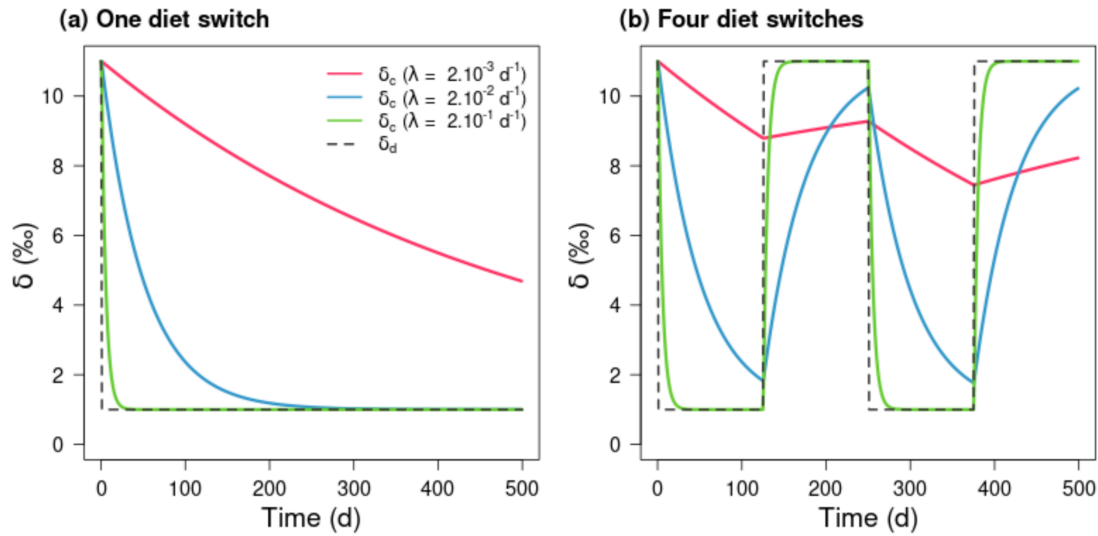 (a) One diet switch
δc (λ = 2.10-3 d-1)
δc (λ = 2.10-2 d-1)
δc (λ = 2.10-1 d-1)
δd
10
8
6
4
2
0
δ (‰)
0 100 200 300 400 500
Time (d)
(b) Four diet switches
10
8
6
4
2
0
δ (‰)
0 100 200 300 400 500
Time (d)